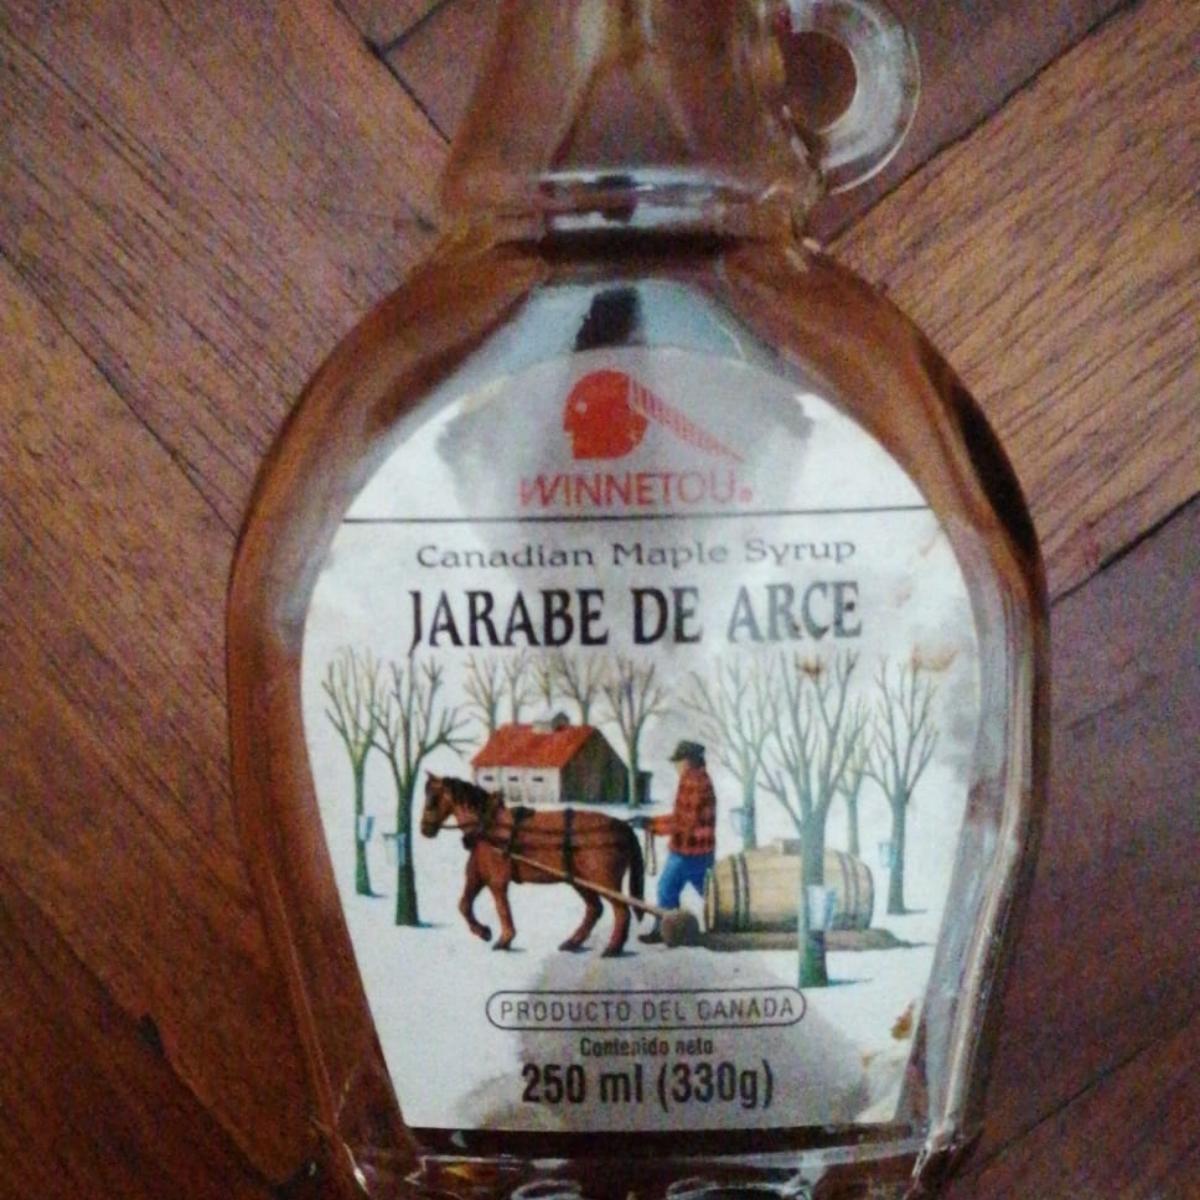 WINNETOU®
Canadian Maple Syrup
JARABE DE ARCE
PRODUCTO DEL CANADA
Contenido neto
250 ml (330g)